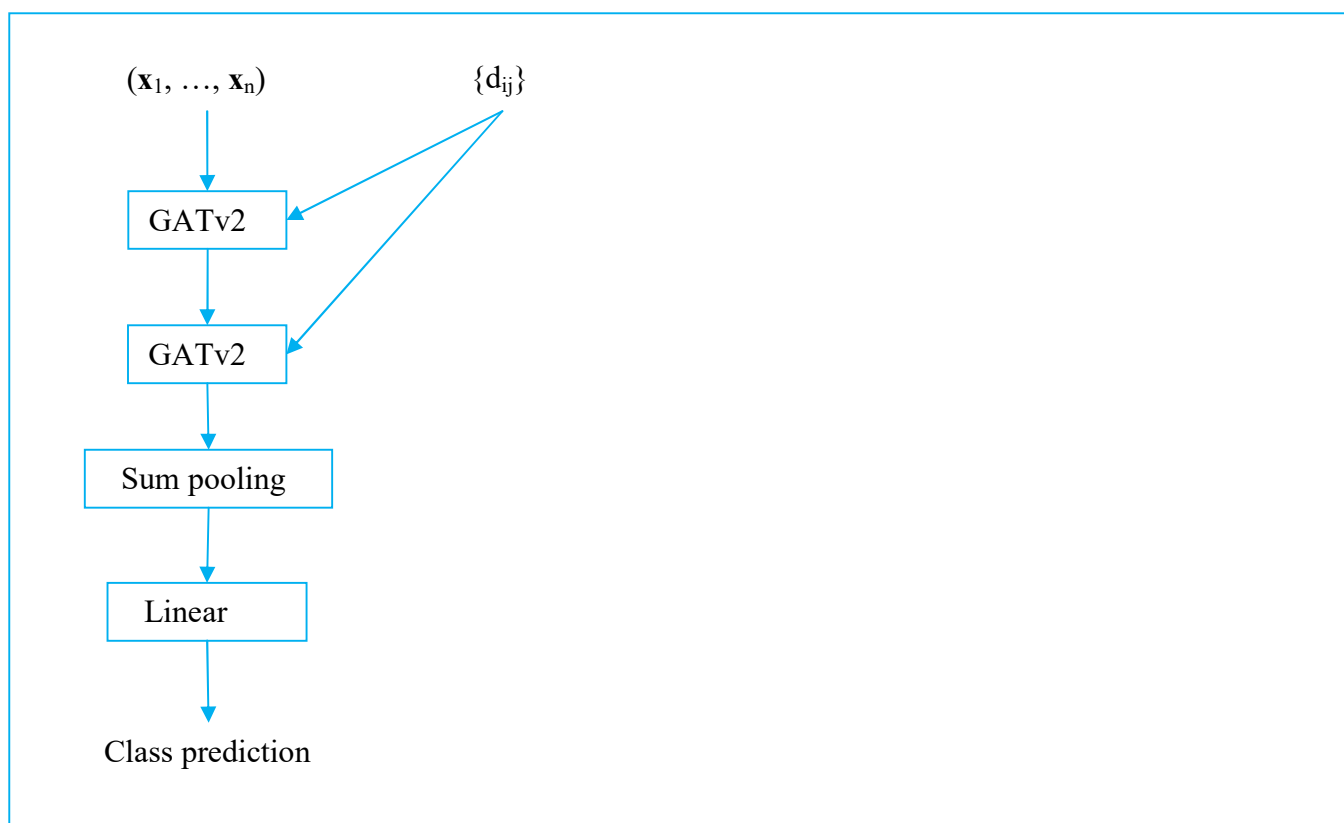 (x₁, …, xₙ) {dᵢⱼ}
GATv2
GATv2
Sum pooling
Linear
Class prediction